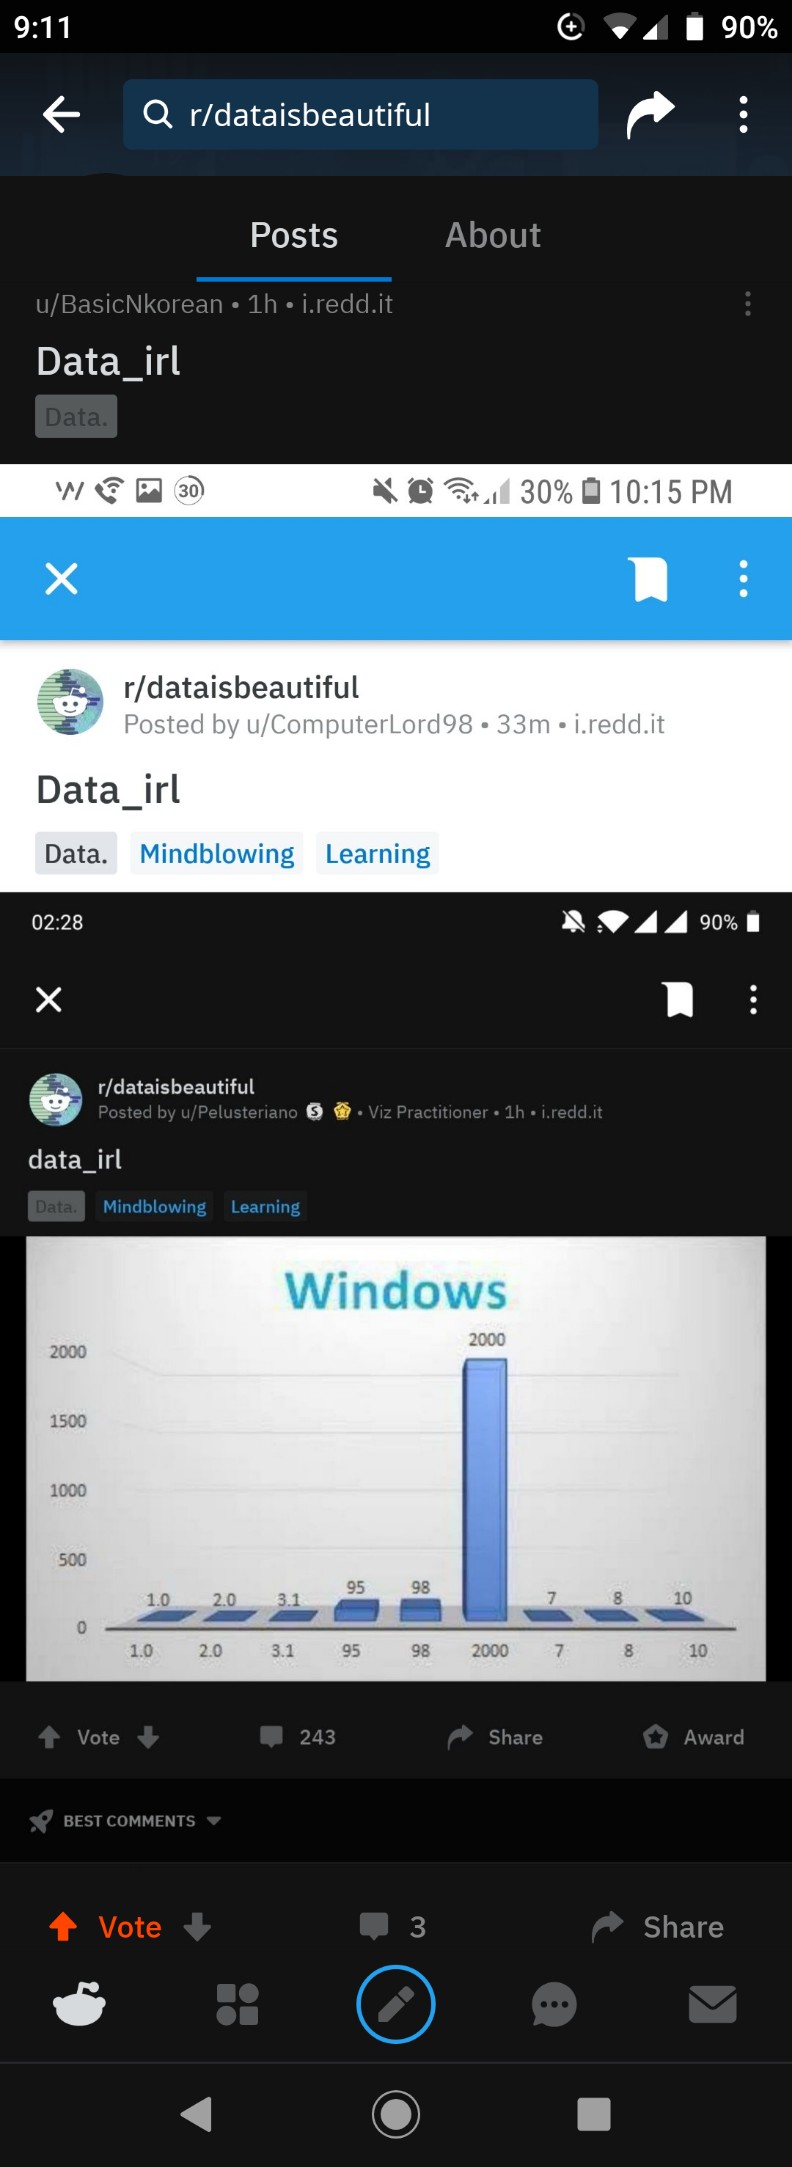 9:11 90%
r/dataisbeautiful
Posts About
u/BasicNkorean • 1h • i.redd.it
Data_irl
Data.
30 30% 10:15 PM
r/dataisbeautiful
Posted by u/ComputerLord98 • 33m • i.redd.it
Data_irl
Data. Mindblowing Learning
02:28 90%
r/dataisbeautiful
Posted by u/Pelusteriano S • Viz Practitioner • 1h • i.redd.it
data_irl
Data. Mindblowing Learning
Windows
2000
2000
1500
1000
500
1.0 2.0 3.1 95 98 7 8 10
0
1.0 2.0 3.1 95 98 2000 7 8 10
Vote 243 Share Award
BEST COMMENTS
Vote 3 Share